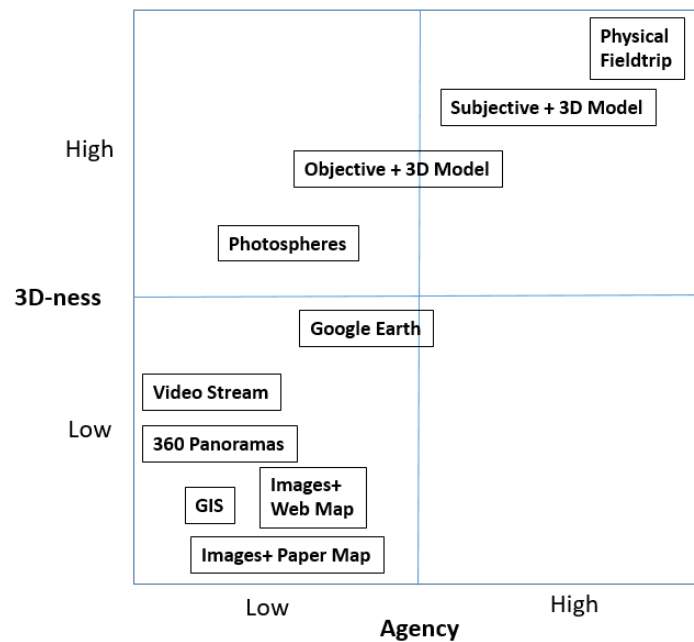 Physical
Fieldtrip
Subjective + 3D Model
High
Objective + 3D Model
Photospheres
3D-ness
Google Earth
Video Stream
Low
360 Panoramas
Images+
Web Map
GIS
Images+ Paper Map
Low
High
Agency